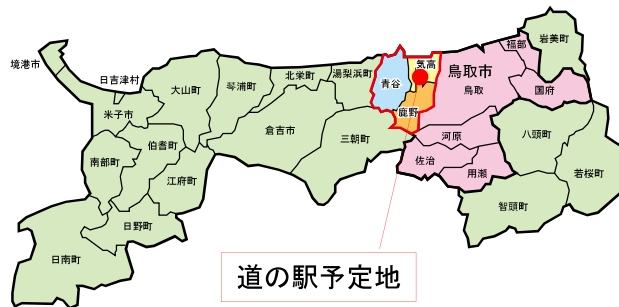 境港市
日吉津村
米子市
大山町
琴浦町
北栄町
湯梨浜町
青谷
気高
鹿野
鳥取市
鳥取
福部
岩美町
国府
河原
八頭町
佐治
用瀬
若桜町
智頭町
倉吉市
三朝町
南部町
伯耆町
江府町
日野町
日南町
道の駅予定地